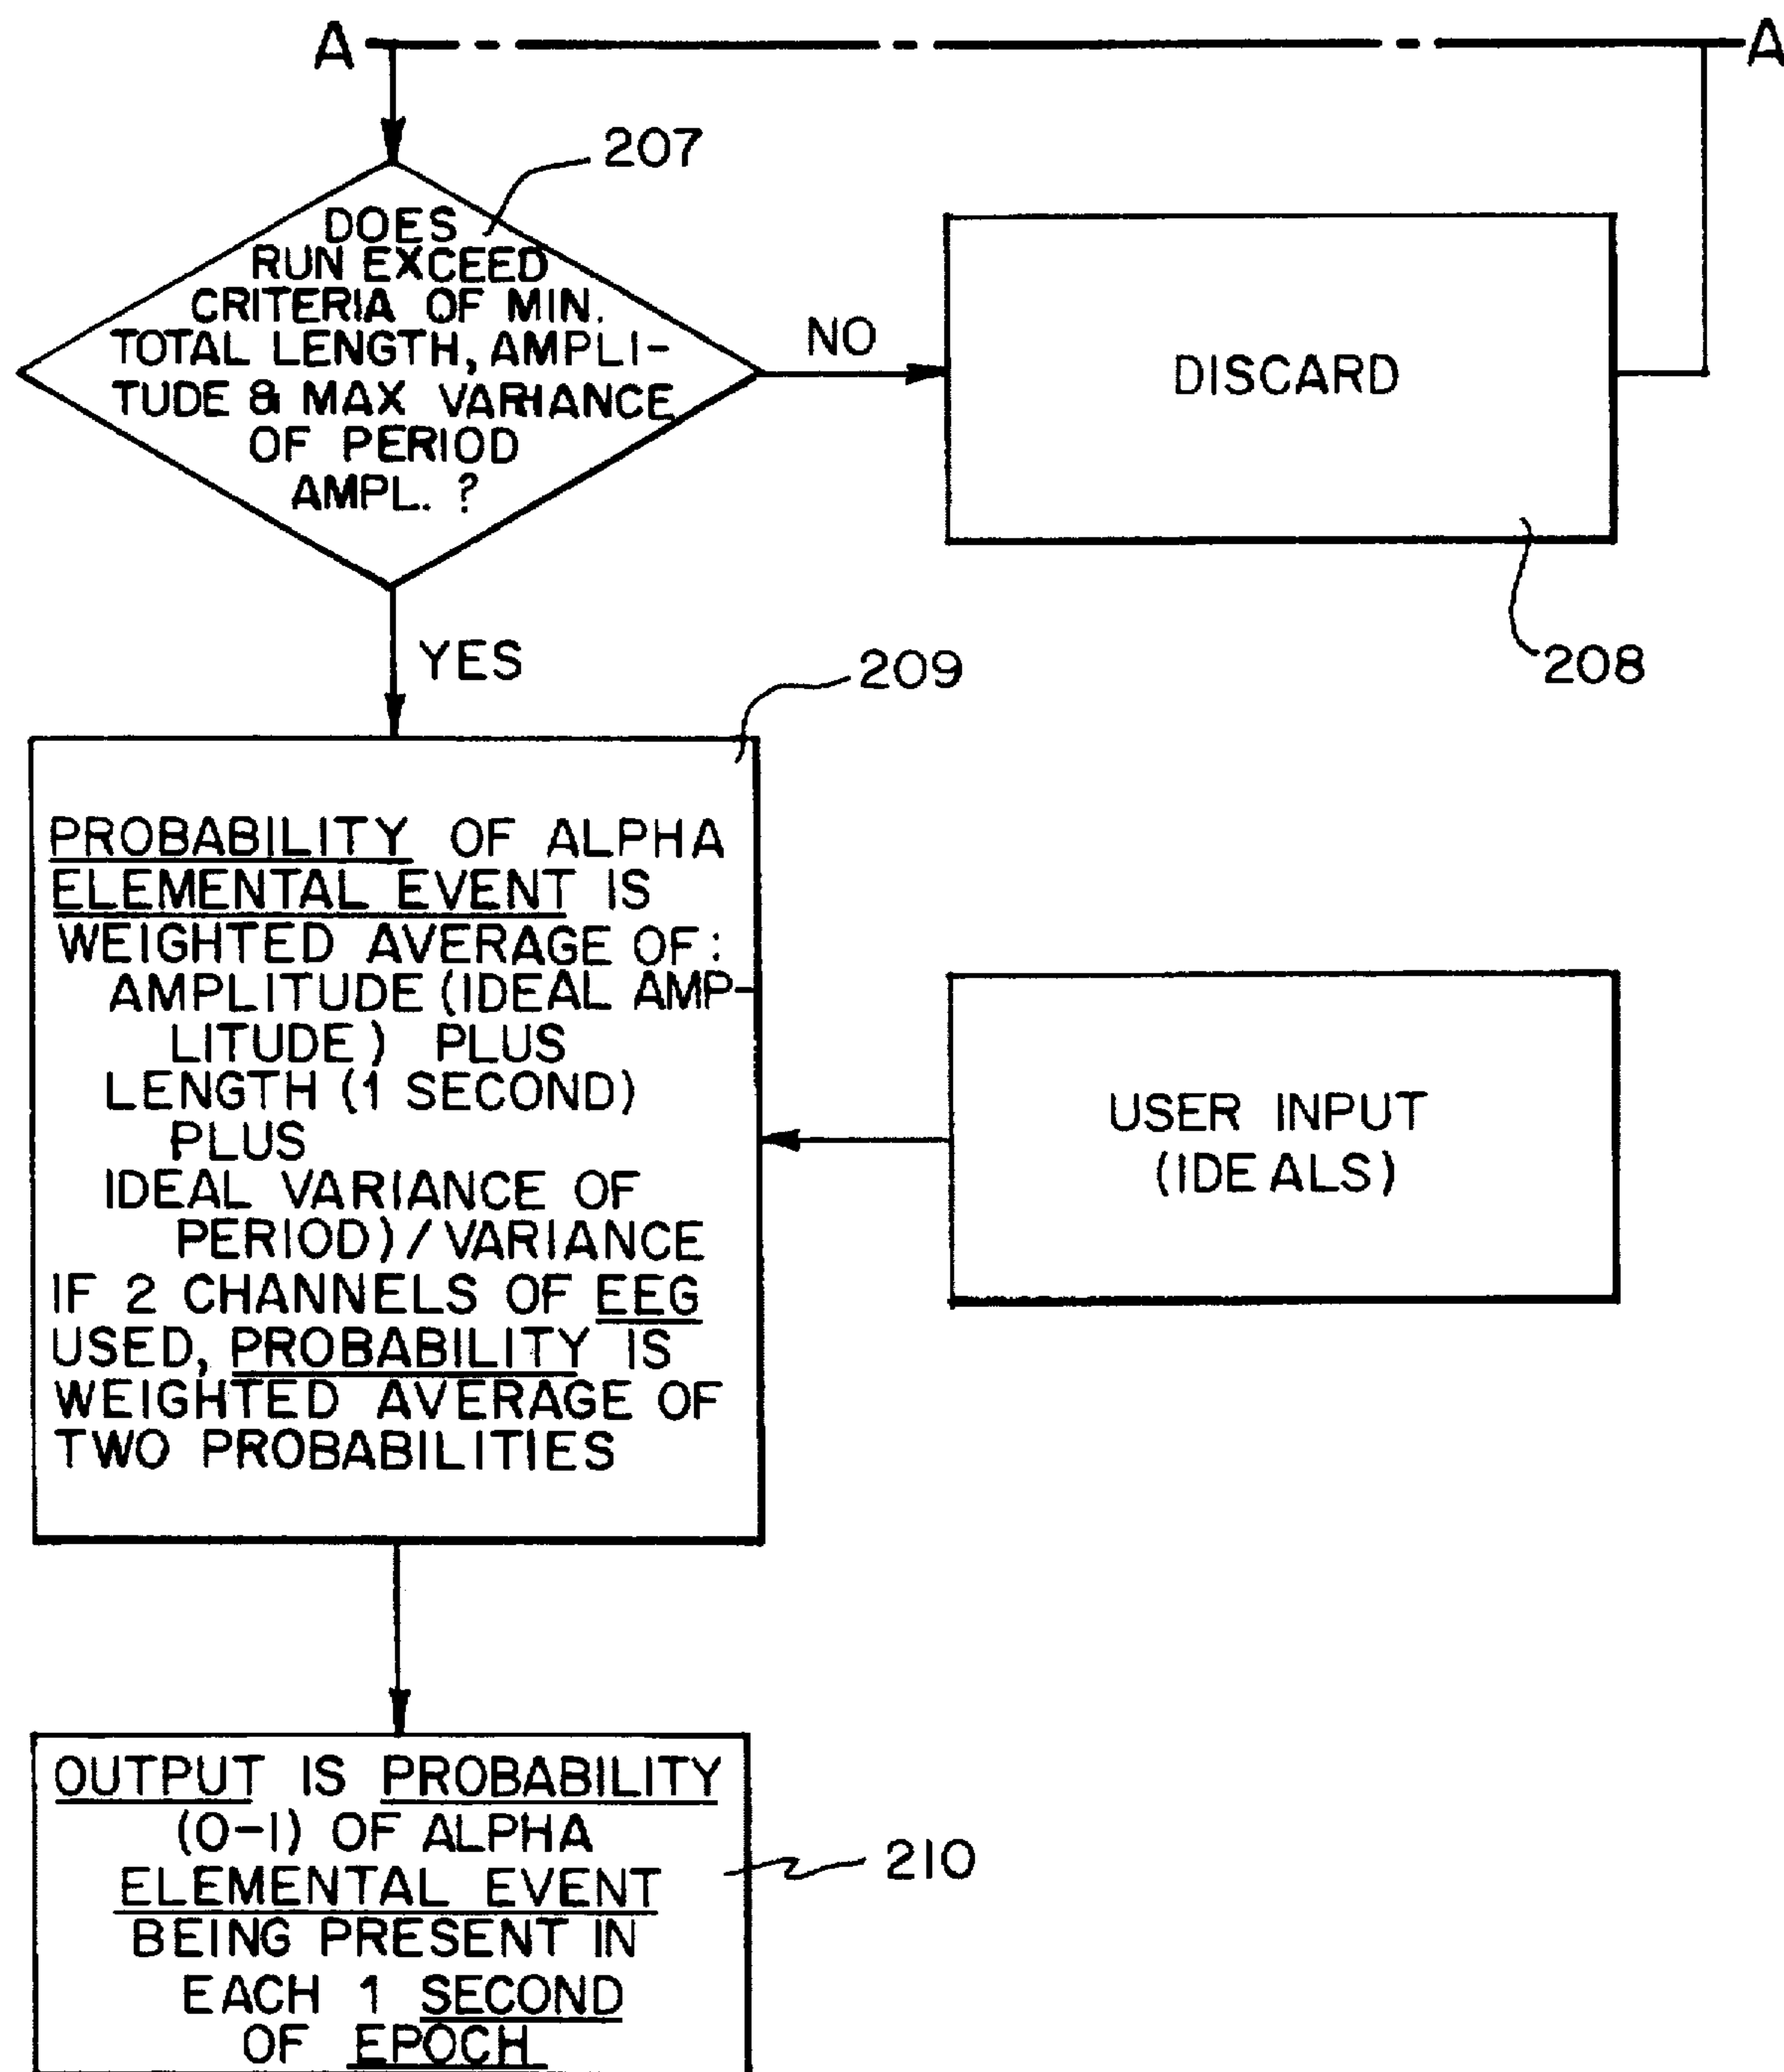 A A
207
DOES
RUN EXCEED
CRITERIA OF MIN.
TOTAL LENGTH, AMPLI-
TUDE & MAX VARIANCE
OF PERIOD
AMPL. ?
NO
DISCARD
208
YES
209
PROBABILITY OF ALPHA
ELEMENTAL EVENT IS
WEIGHTED AVERAGE OF:
AMPLITUDE (IDEAL AMP-
LITUDE) PLUS
LENGTH (1 SECOND)
PLUS
IDEAL VARIANCE OF
PERIOD)/VARIANCE
IF 2 CHANNELS OF EEG
USED, PROBABILITY IS
WEIGHTED AVERAGE OF
TWO PROBABILITIES
USER INPUT
(IDEALS)
OUTPUT IS PROBABILITY
(0-1) OF ALPHA
ELEMENTAL EVENT
BEING PRESENT IN
EACH 1 SECOND
OF EPOCH
210